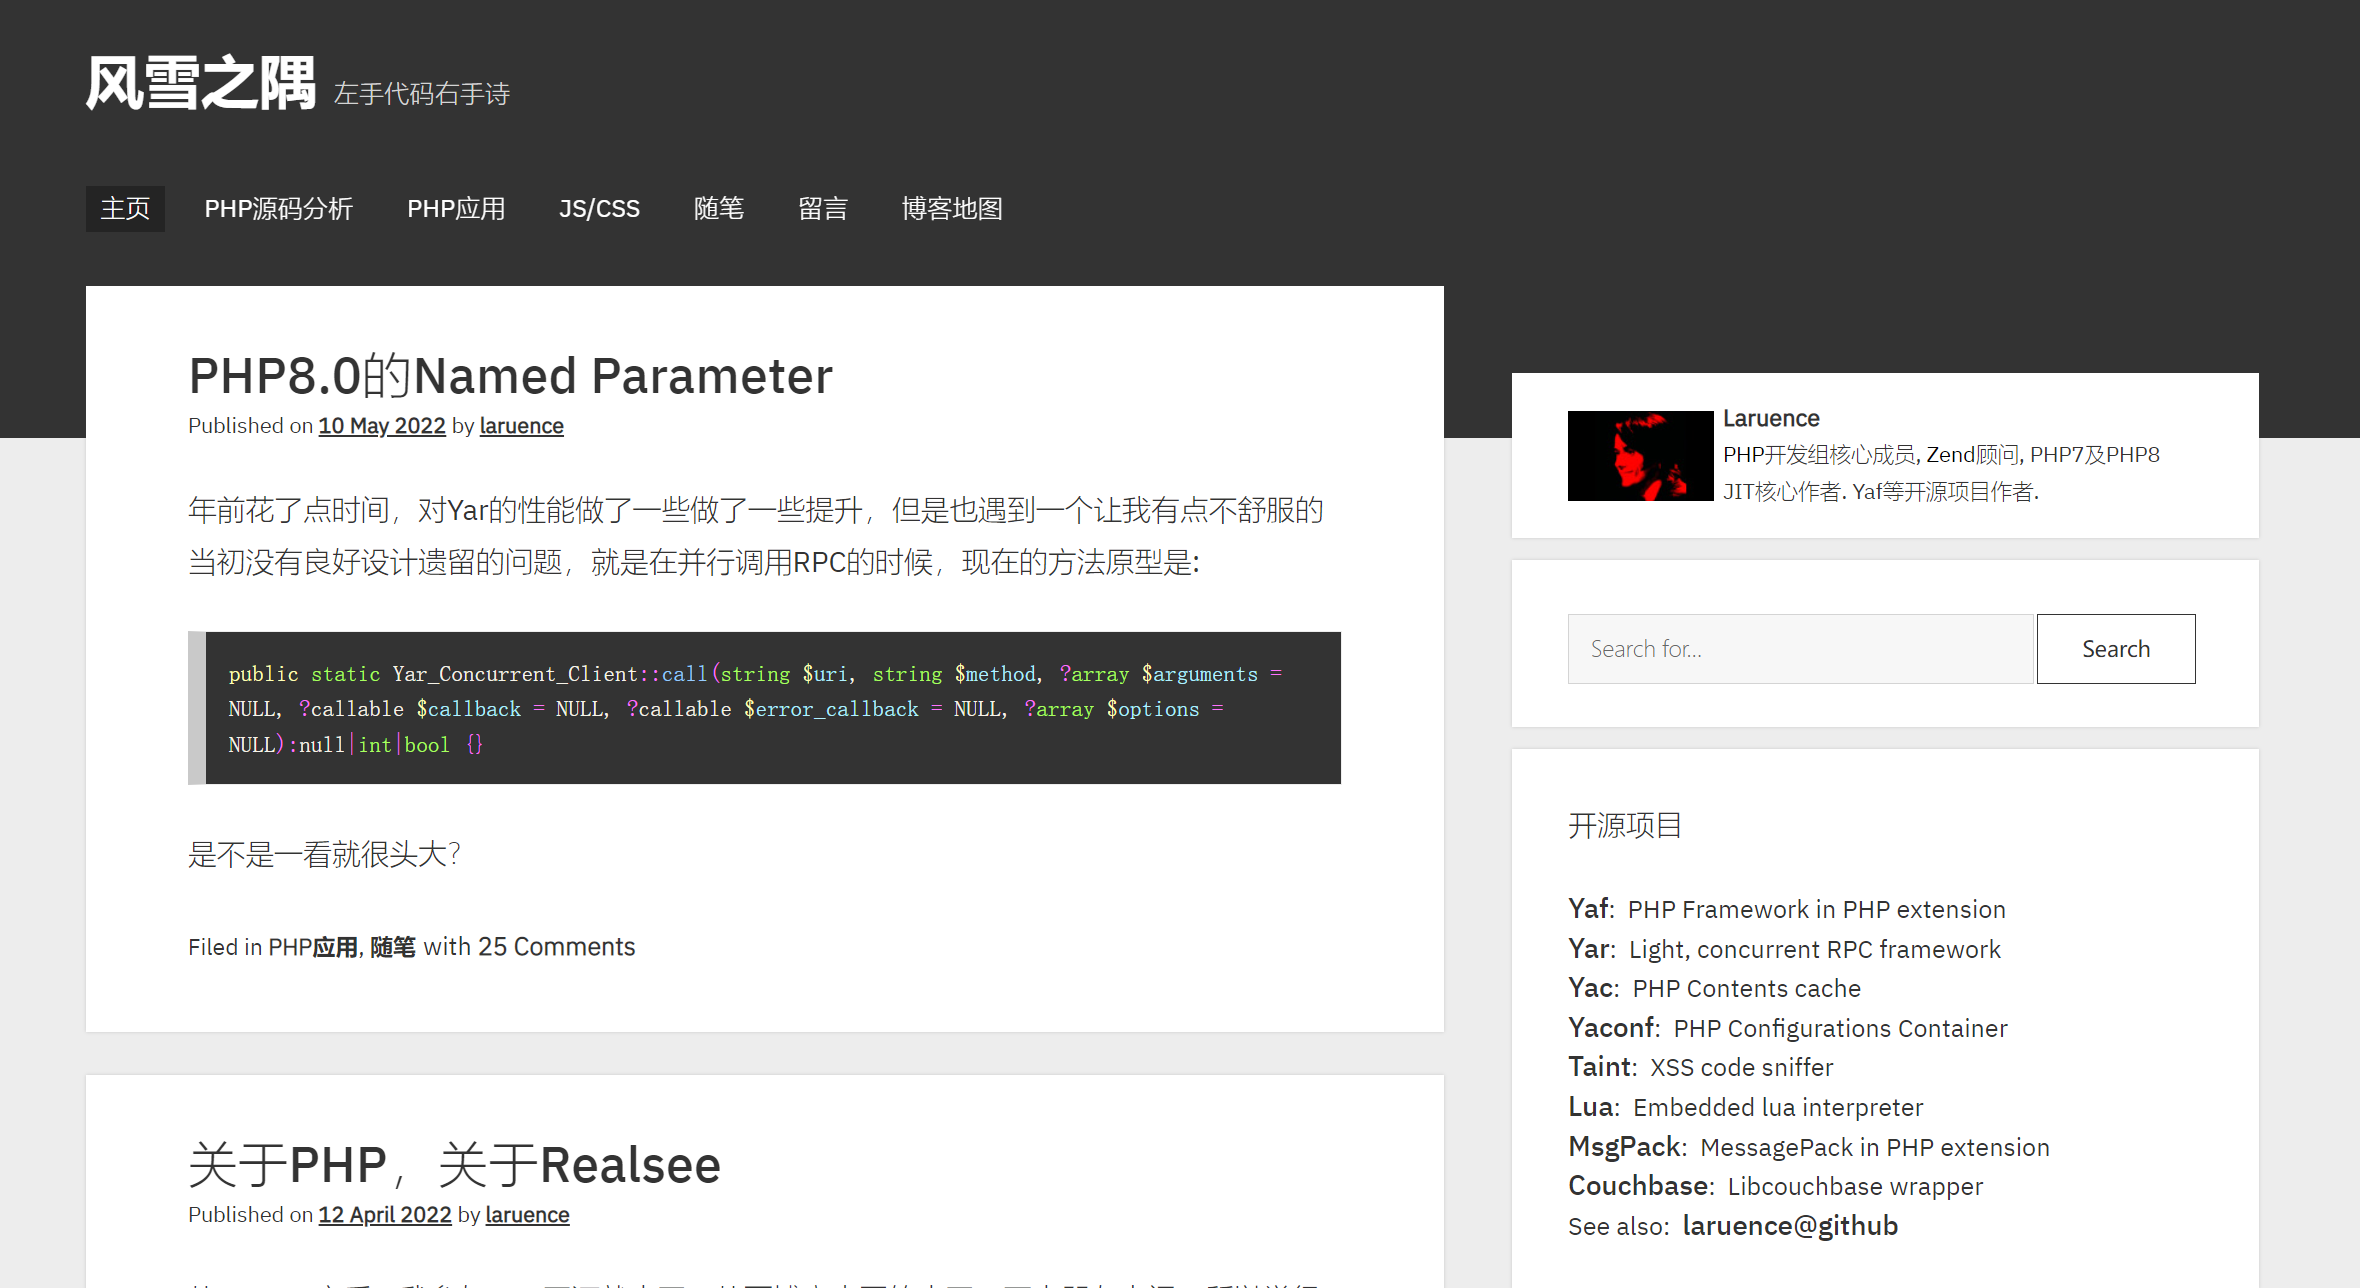 风雪之隅 左手代码右手诗
主页 PHP源码分析 PHP应用 JS/CSS 随笔 留言 博客地图
PHP8.0的Named Parameter
Published on 10 May 2022 by laruence
年前花了点时间，对Yar的性能做了一些做了一些提升，但是也遇到一个让我有点不舒服的
当初没有良好设计遗留的问题，就是在并行调用RPC的时候，现在的方法原型是:
public static Yar_Concurrent_Client::call(string $uri, string $method, ?array $arguments =
NULL, ?callable $callback = NULL, ?callable $error_callback = NULL, ?array $options =
NULL):null|int|bool {}
是不是一看就很头大？
Filed in PHP应用, 随笔 with 25 Comments
关于PHP，关于Realsee
Published on 12 April 2022 by laruence
Laruence
PHP开发组核心成员, Zend顾问, PHP7及PHP8
JIT核心作者. Yaf等开源项目作者.
Search for... Search
开源项目
Yaf: PHP Framework in PHP extension
Yar: Light, concurrent RPC framework
Yac: PHP Contents cache
Yaconf: PHP Configurations Container
Taint: XSS code sniffer
Lua: Embedded lua interpreter
MsgPack: MessagePack in PHP extension
Couchbase: Libcouchbase wrapper
See also: laruence@github